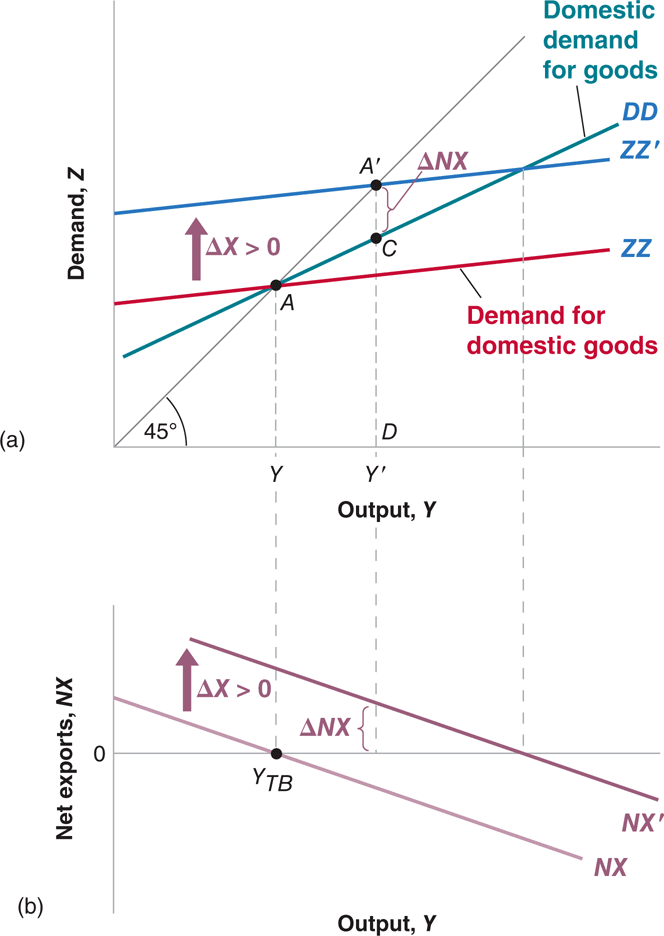 Domestic
demand
for goods
DD
ZZ′
A′
ΔNX
Demand, Z
ΔX > 0
C
ZZ
A
Demand for
domestic goods
45°
D
(a)
Y
Y′
Output, Y
ΔX > 0
ΔNX
Net exports, NX
0
YTB
NX′
NX
(b)
Output, Y